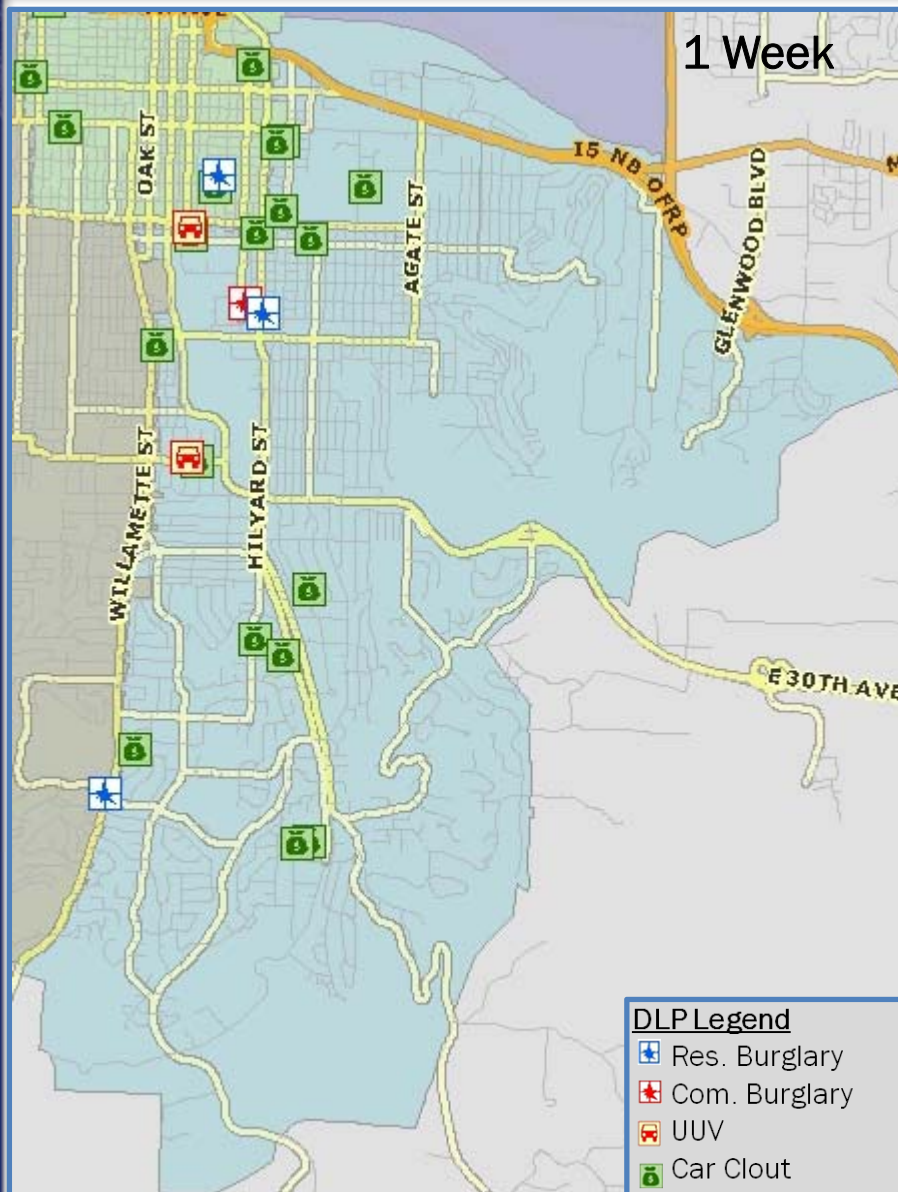 1 Week
OAK ST
I5 NB OFRP
AGATE ST
GLENWOOD BLVD
WILLAMETTE ST
HILYARD ST
E 30TH AVE
DLP Legend
Res. Burglary
Com. Burglary
UUV
Car Clout